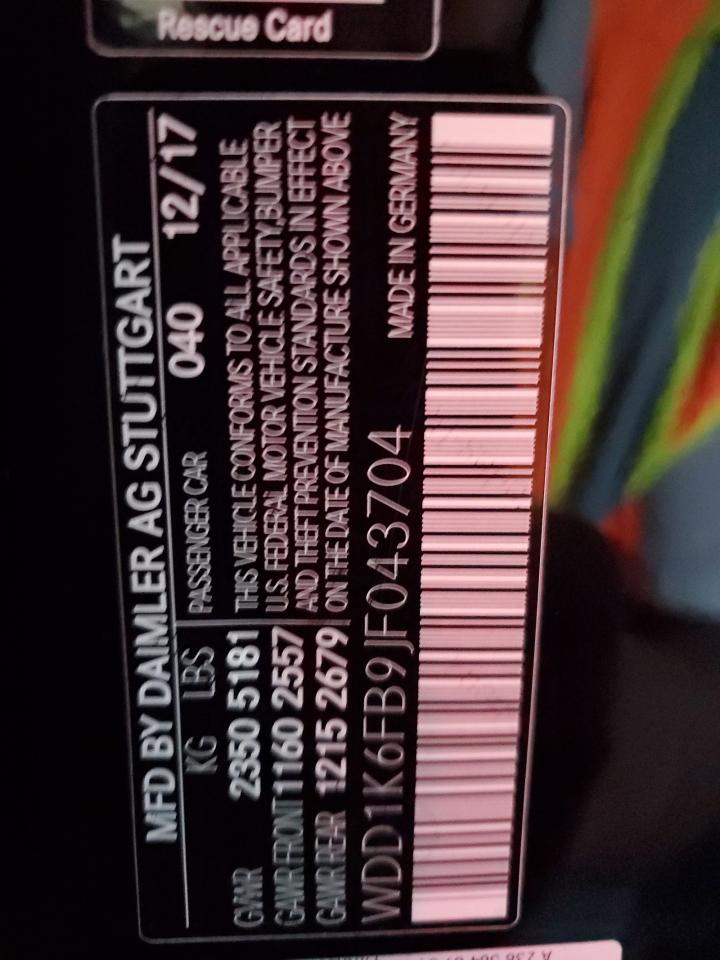 Rescue Card
MFD BY DAIMLER AG STUTTGART
KG LBS PASSENGER CAR 040 12/17
GVWR 2350 5181 THIS VEHICLE CONFORMS TO ALL APPLICABLE
GAWR FRONT 1160 2557 U.S. FEDERAL MOTOR VEHICLE SAFETY,BUMPER
GAWR REAR 1215 2679 AND THEFT PREVENTION STANDARDS IN EFFECT
ON THE DATE OF MANUFACTURE SHOWN ABOVE
WDD1K6FB9JF043704 MADE IN GERMANY